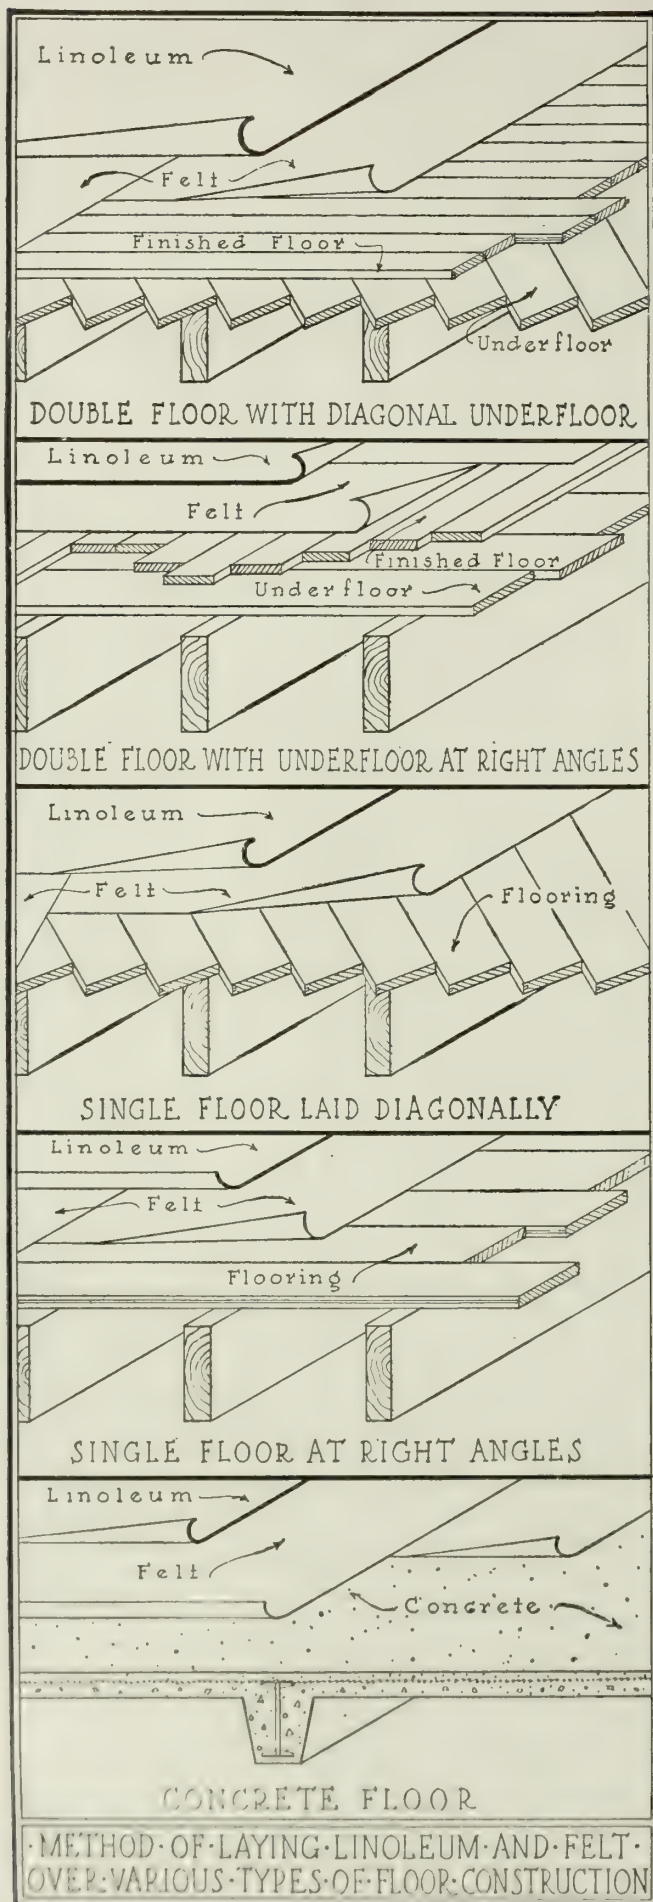 Linoleum
Felt
Finished Floor
Underfloor
DOUBLE FLOOR WITH DIAGONAL UNDERFLOOR
Linoleum
Felt
Finished Floor
Underfloor
DOUBLE FLOOR WITH UNDERFLOOR AT RIGHT ANGLES
Linoleum
Felt
Flooring
SINGLE FLOOR LAID DIAGONALLY
Linoleum
Felt
Flooring
SINGLE FLOOR AT RIGHT ANGLES
Linoleum
Felt
Concrete
CONCRETE FLOOR
·METHOD·OF·LAYING·LINOLEUM·AND·FELT·
OVER·VARIOUS·TYPES·OF·FLOOR·CONSTRUCTION